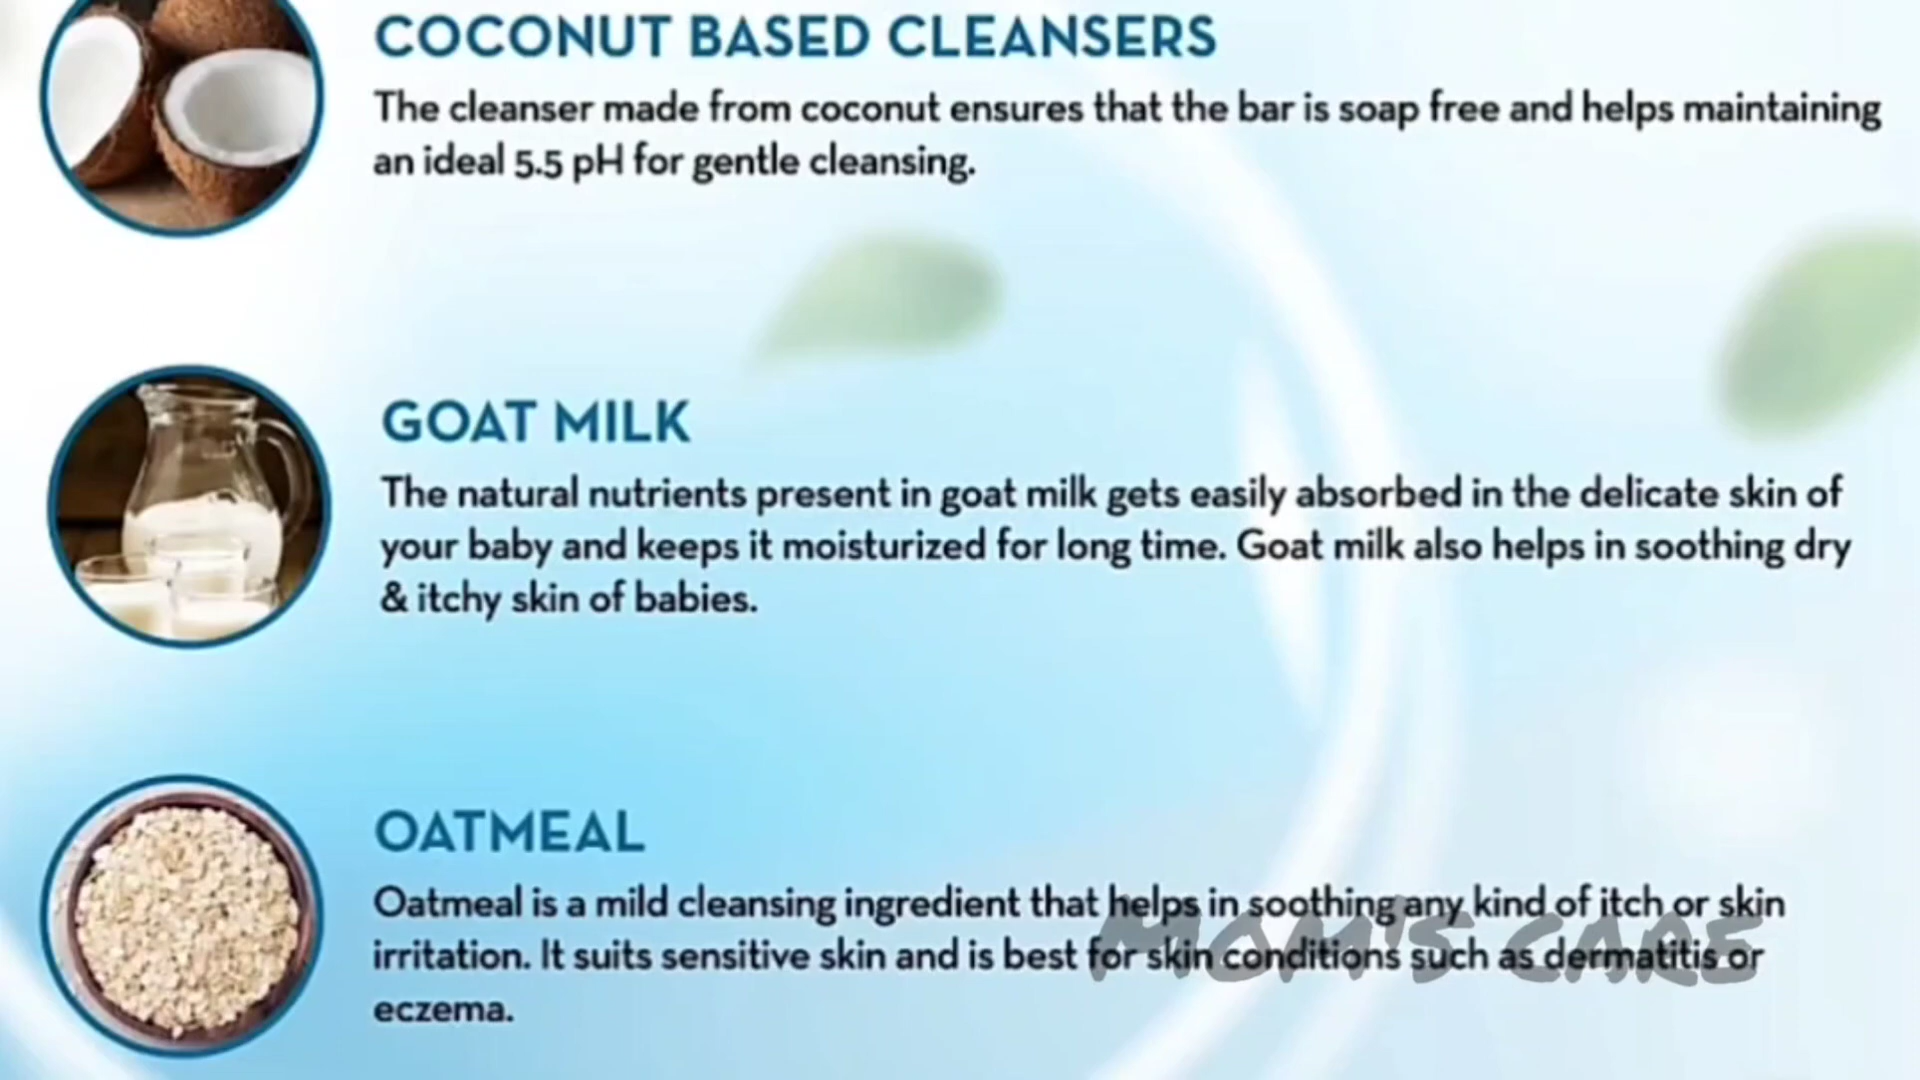 COCONUT BASED CLEANSERS
The cleanser made from coconut ensures that the bar is soap free and helps maintaining
an ideal 5.5 pH for gentle cleansing.
GOAT MILK
The natural nutrients present in goat milk gets easily absorbed in the delicate skin of
your baby and keeps it moisturized for long time. Goat milk also helps in soothing dry
& itchy skin of babies.
OATMEAL
Oatmeal is a mild cleansing ingredient that helps in soothing any kind of itch or skin
irritation. It suits sensitive skin and is best for skin conditions such as dermatitis or
eczema.
MOM'S CARE